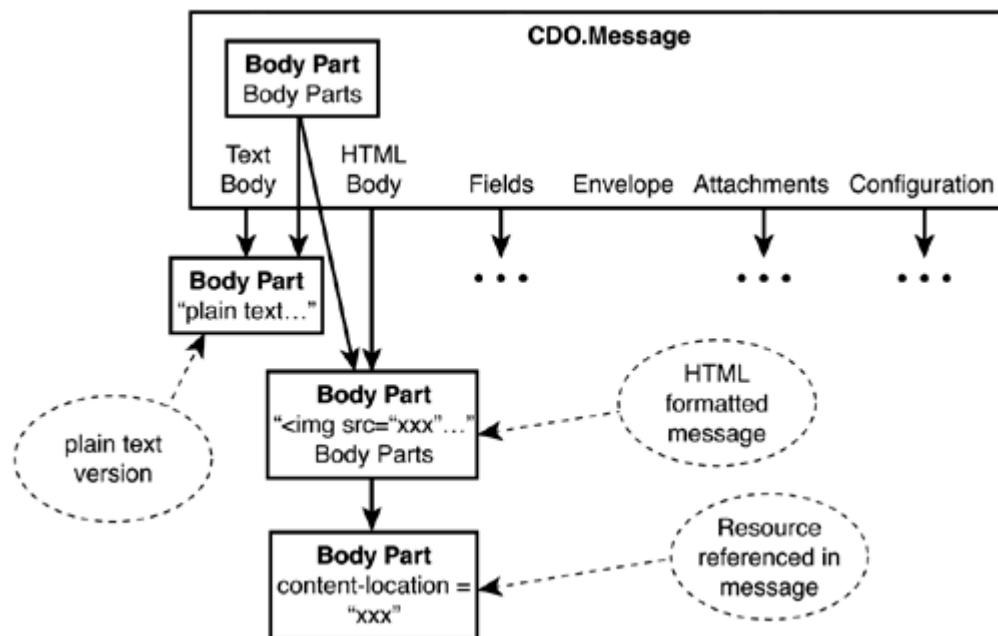 CDO.Message
Body Part
Body Parts
Text
Body
HTML
Body
Fields
Envelope
Attachments
Configuration
• • •
• • •
• • •
Body Part
“plain text…”
plain text
version
Body Part
“<img src=“xxx”…”
Body Parts
HTML
formatted
message
Body Part
content-location =
“xxx”
Resource
referenced in
message